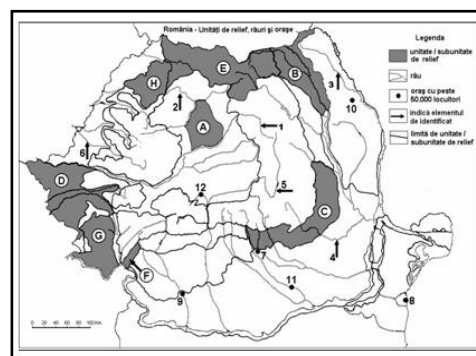 România - Unități de relief, râuri și orașe
Legenda
unitate / subunitate
de relief
râu
oraș cu peste
50.000 locuitori
indică elementul
de identificat
limită de unitate /
subunitate de relief
E
B
H
3
10
2
A
1
6
D
12
5
C
G
4
7
F
11
9
8